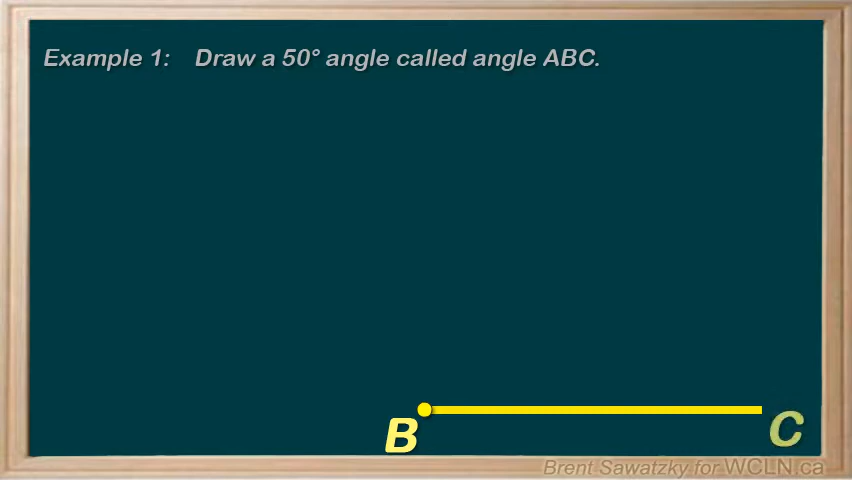 Example 1: Draw a 50° angle called angle ABC.
B
C
Brent Sawatzky for WCLN.ca